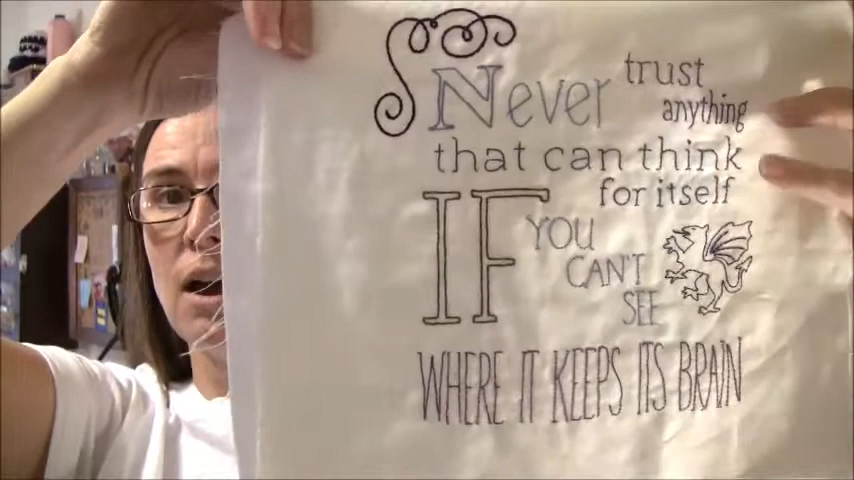 Never trust
anything
that can think
for itself
IF YOU
CAN'T
SEE
WHERE IT KEEPS ITS BRAIN